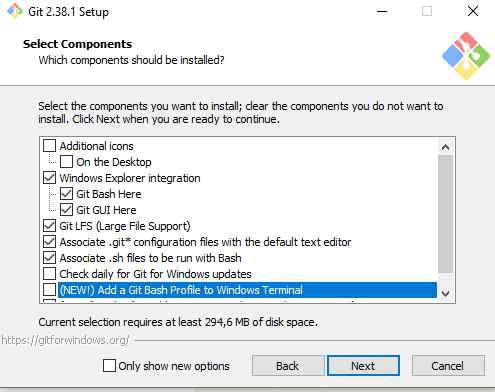 Git 2.38.1 Setup
Select Components
Which components should be installed?
Select the components you want to install; clear the components you do not want to
install. Click Next when you are ready to continue.
Additional icons
On the Desktop
Windows Explorer integration
Git Bash Here
Git GUI Here
Git LFS (Large File Support)
Associate .git* configuration files with the default text editor
Associate .sh files to be run with Bash
Check daily for Git for Windows updates
(NEW!) Add a Git Bash Profile to Windows Terminal
Current selection requires at least 294,6 MB of disk space.
https://gitforwindows.org/
Only show new options
Back
Next
Cancel